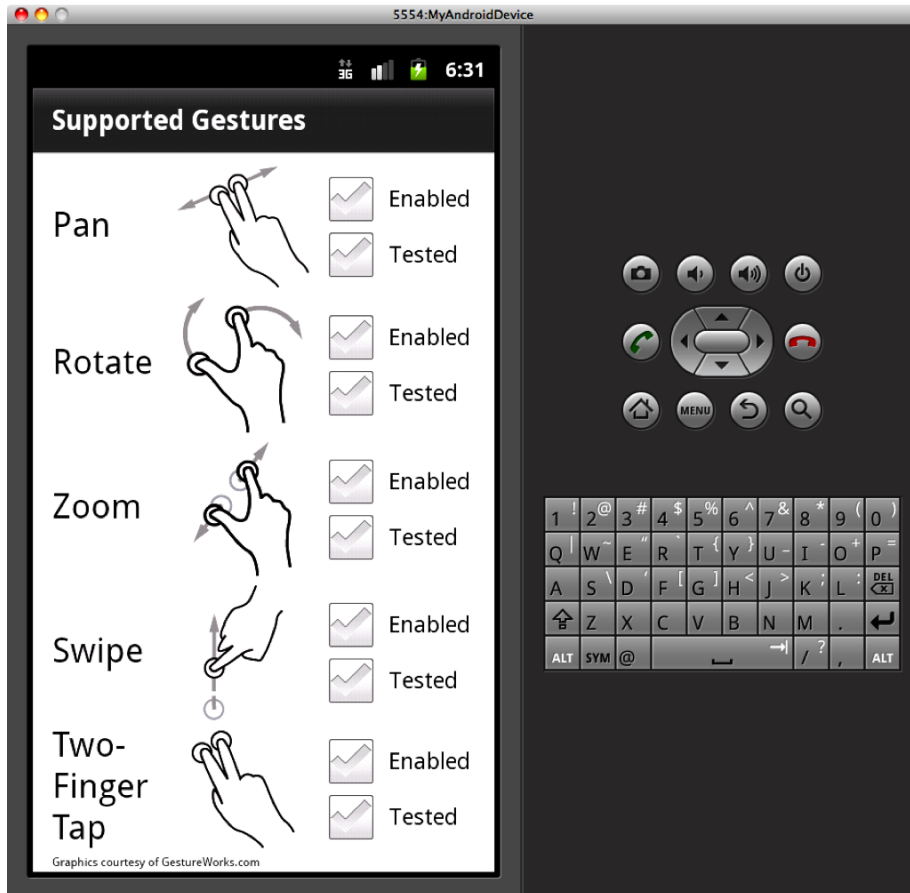 5554:MyAndroidDevice
3G 6:31
Supported Gestures
Pan
Enabled
Tested
Rotate
Enabled
Tested
Zoom
Enabled
Tested
Swipe
Enabled
Tested
Two-
Finger
Tap
Enabled
Tested
Graphics courtesy of GestureWorks.com
MENU
1 ! 2 @ 3 # 4 $ 5 % 6 ^ 7 & 8 * 9 ( 0 )
Q | W ~ E " R ` T { Y } U - I - O + P =
A S \ D ' F [ G ] H < J > K ; L : DEL
Z X C V B N M .
ALT SYM @ / ? , ALT